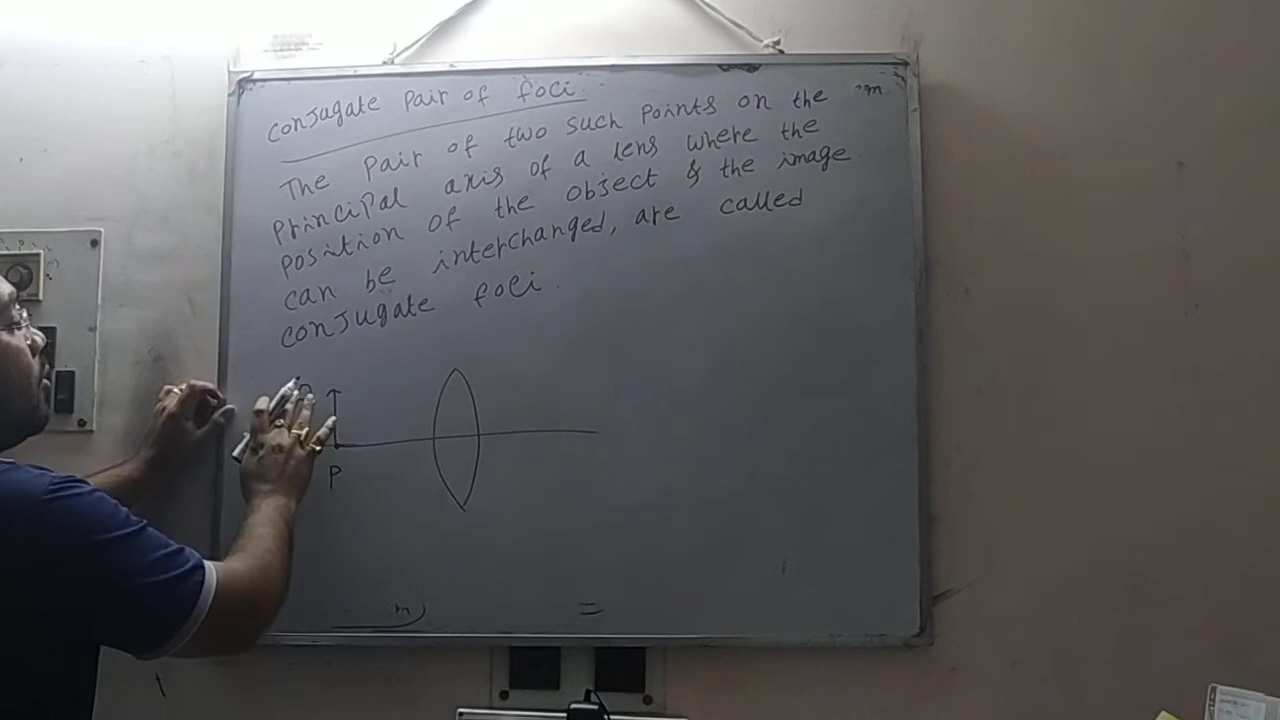 conjugate pair of foci.
The pair of two such points on the
principal axis of a lens where the
position of the object & the image
can be interchanged, are called
conjugate foci.
P
m
=